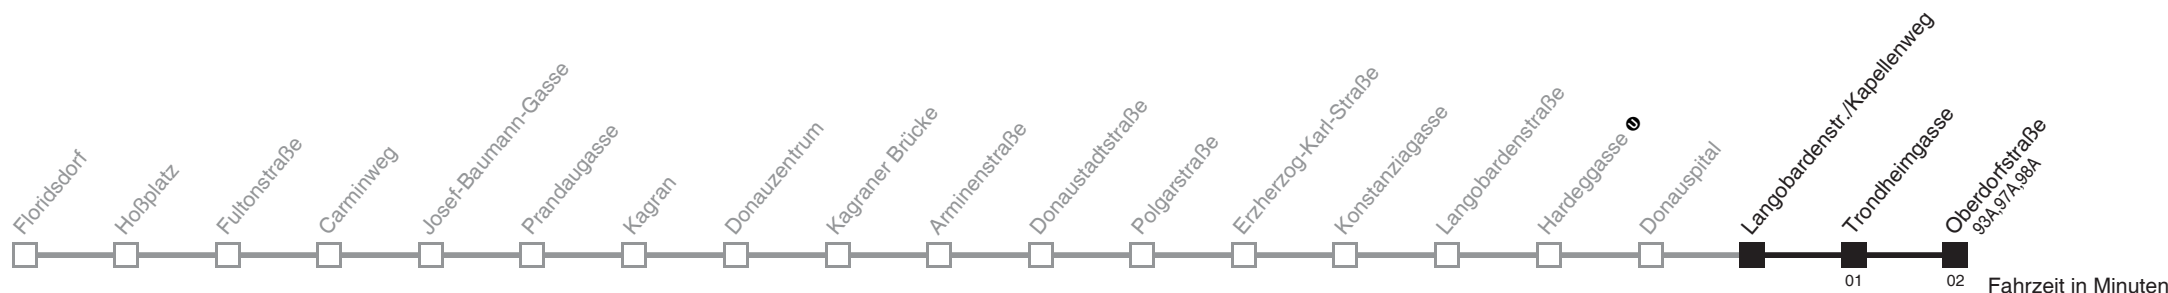 Floridsdorf
Hoßplatz
Fultonstraße
Carminweg
Josef-Baumann-Gasse
Prandaugasse
Kagran
Donauzentrum
Kagraner Brücke
Arminenstraße
Donaustadtstraße
Polgarstraße
Erzherzog-Karl-Straße
Konstanziagasse
Langobardenstraße
Hardeggasse U
Donauspital
Langobardenstr./Kapellenweg
Trondheimgasse
Oberdorfstraße
93A,97A,98A
01
02
Fahrzeit in Minuten